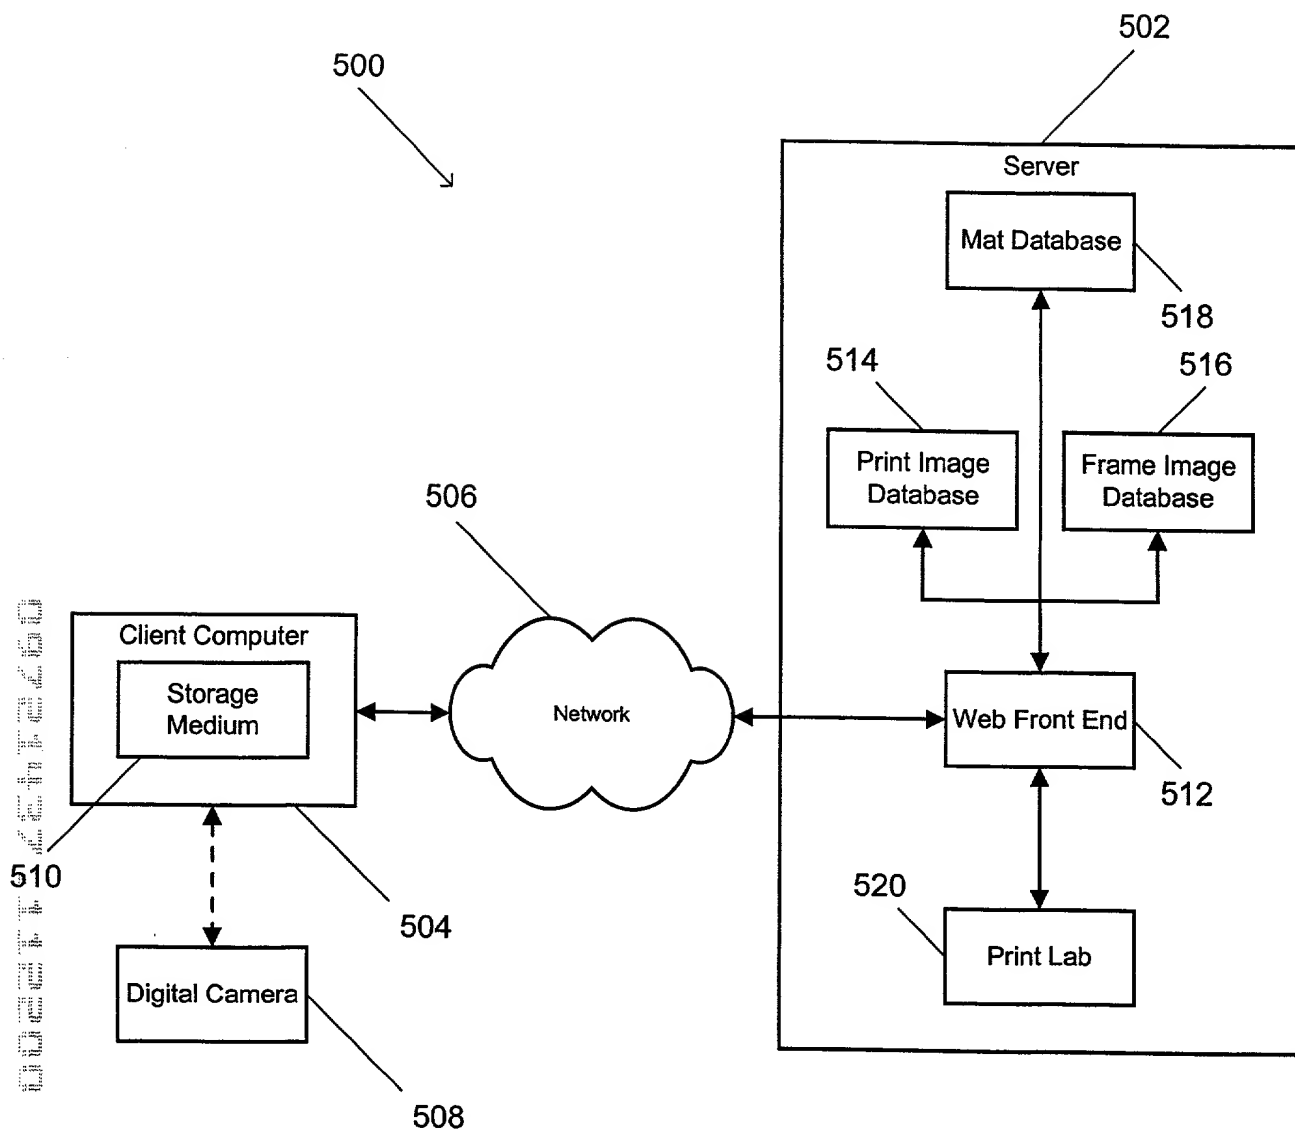 502
500
Server
Mat Database
518
514
516
Print Image
Database
Frame Image
Database
506
Client Computer
Storage
Medium
Network
Web Front End
512
510
504
520
Print Lab
Digital Camera
508